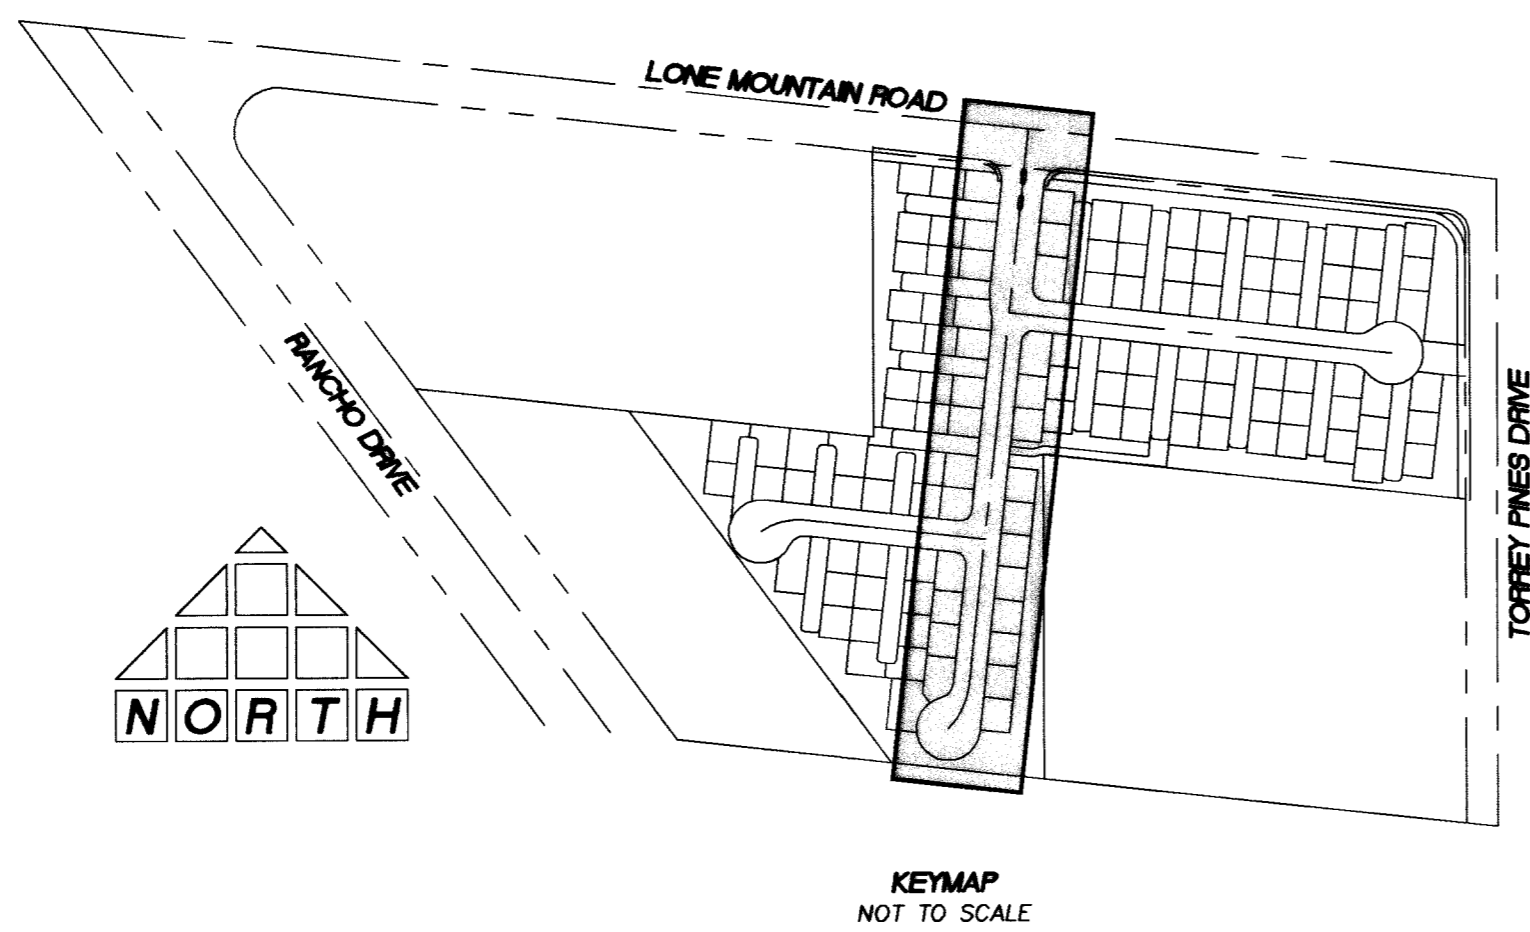 LONE MOUNTAIN ROAD
RANCHO DRIVE
TORREY PINES DRIVE
NORTH
KEYMAP
NOT TO SCALE